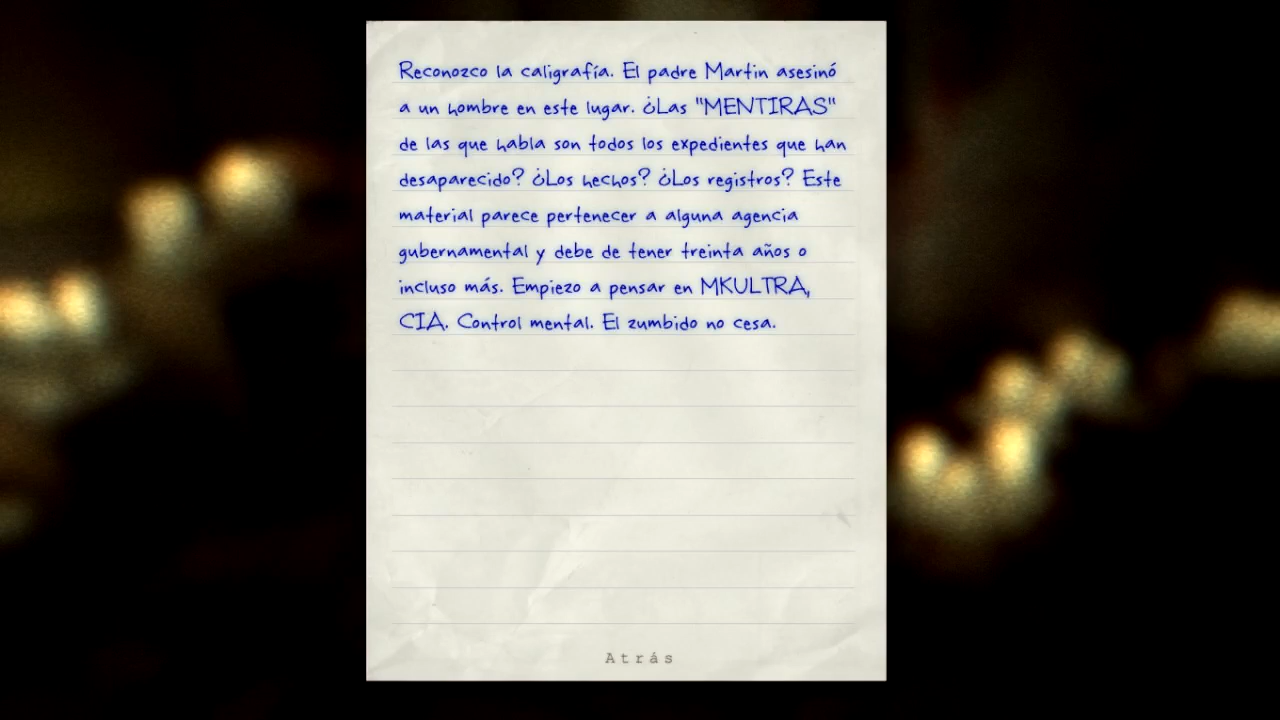 Reconozco la caligrafía. El padre Martin asesinó
a un hombre en este lugar. ¿Las "MENTIRAS"
de las que habla son todos los expedientes que han
desaparecido? ¿Los hechos? ¿Los registros? Este
material parece pertenecer a alguna agencia
gubernamental y debe de tener treinta años o
incluso más. Empiezo a pensar en MKULTRA,
CIA. Control mental. El zumbido no cesa.
Atrás